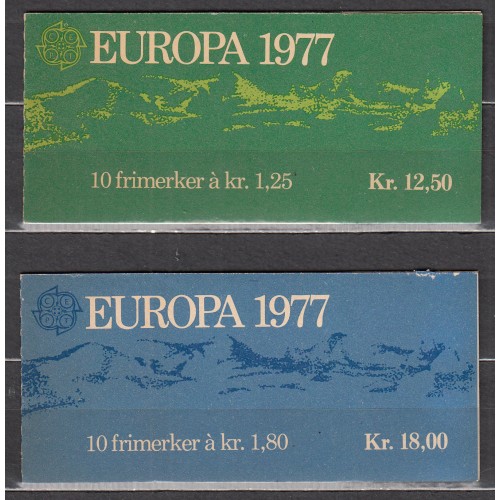 EUROPA 1977
10 frimerker à kr. 1,25 Kr. 12,50
EUROPA 1977
10 frimerker à kr. 1,80 Kr. 18,00